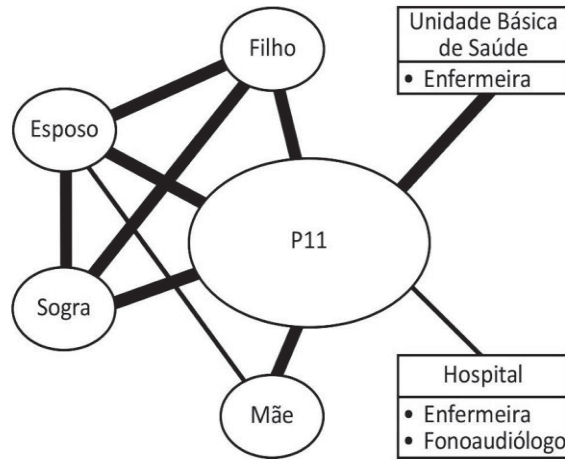 Filho
Unidade Básica
de Saúde
• Enfermeira
Esposo
P11
Sogra
Mãe
Hospital
• Enfermeira
• Fonoaudiólogo